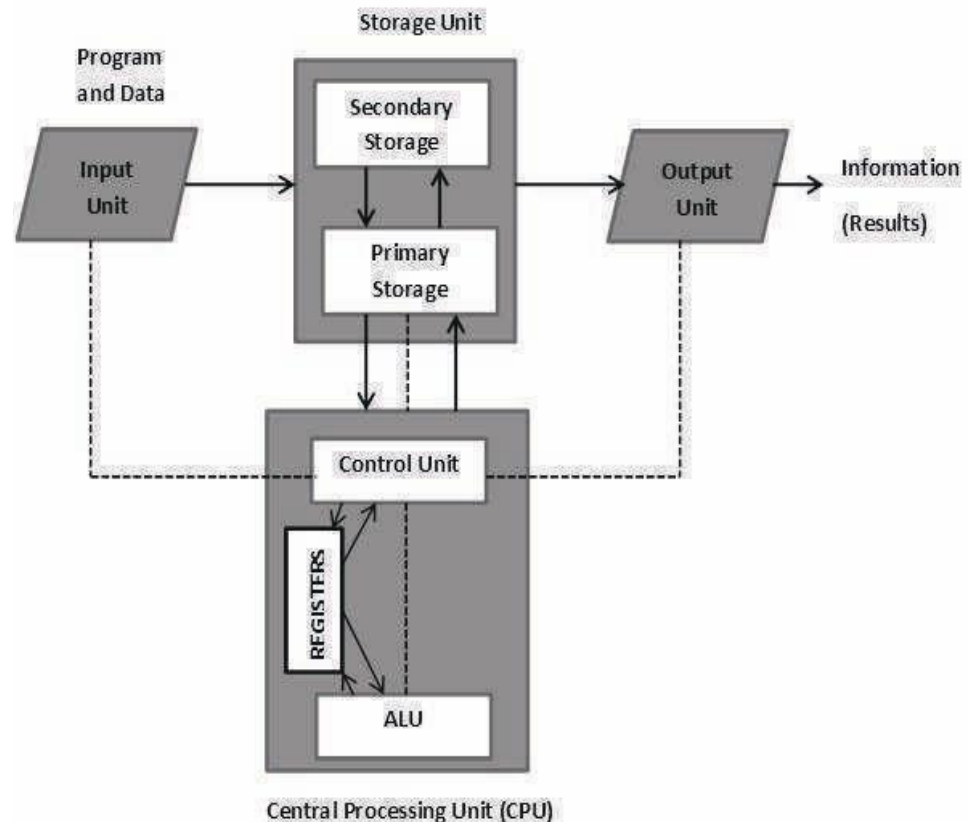 Storage Unit
Program
and Data
Secondary
Storage
Input
Unit
Output
Unit
Information
(Results)
Primary
Storage
Control Unit
REGISTERS
ALU
Central Processing Unit (CPU)